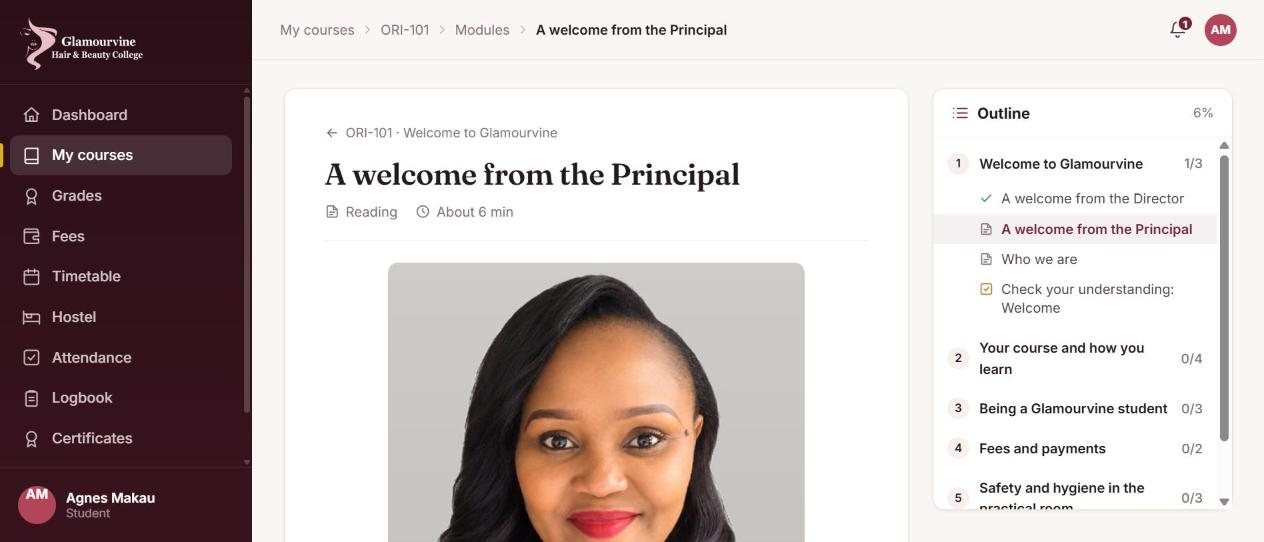 Glamourvine
Hair & Beauty College
Dashboard
My courses
Grades
Fees
Timetable
Hostel
Attendance
Logbook
Certificates
AM
Agnes Makau
Student
My courses
ORI-101
Modules
A welcome from the Principal
1
AM
ORI-101 · Welcome to Glamourvine
A welcome from the Principal
Reading
About 6 min
Outline
6%
1 Welcome to Glamourvine 1/3
A welcome from the Director
A welcome from the Principal
Who we are
Check your understanding:
Welcome
2 Your course and how you
learn
0/4
3 Being a Glamourvine student 0/3
4 Fees and payments 0/2
5 Safety and hygiene in the
practical room
0/3